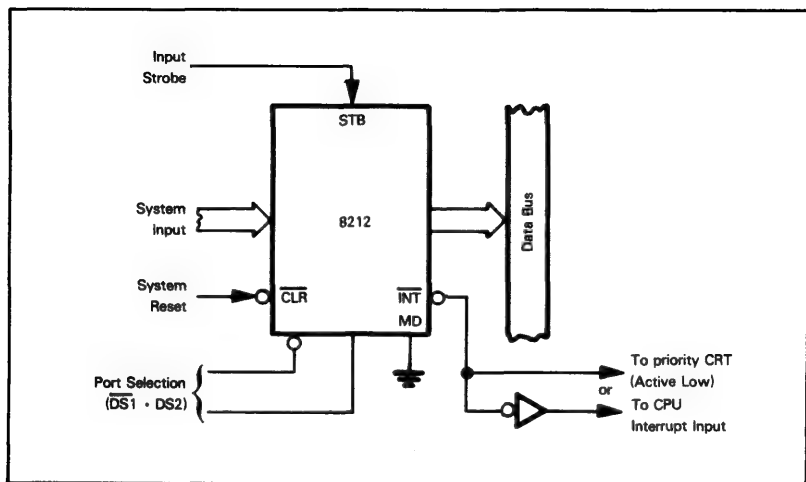 Input
Strobe
STB
System
input
8212
Data Bus
System
Reset
CLR
INT
MD
Port Selection
(DS1 · DS2)
To priority CRT
(Active Low)
or
To CPU
Interrupt Input